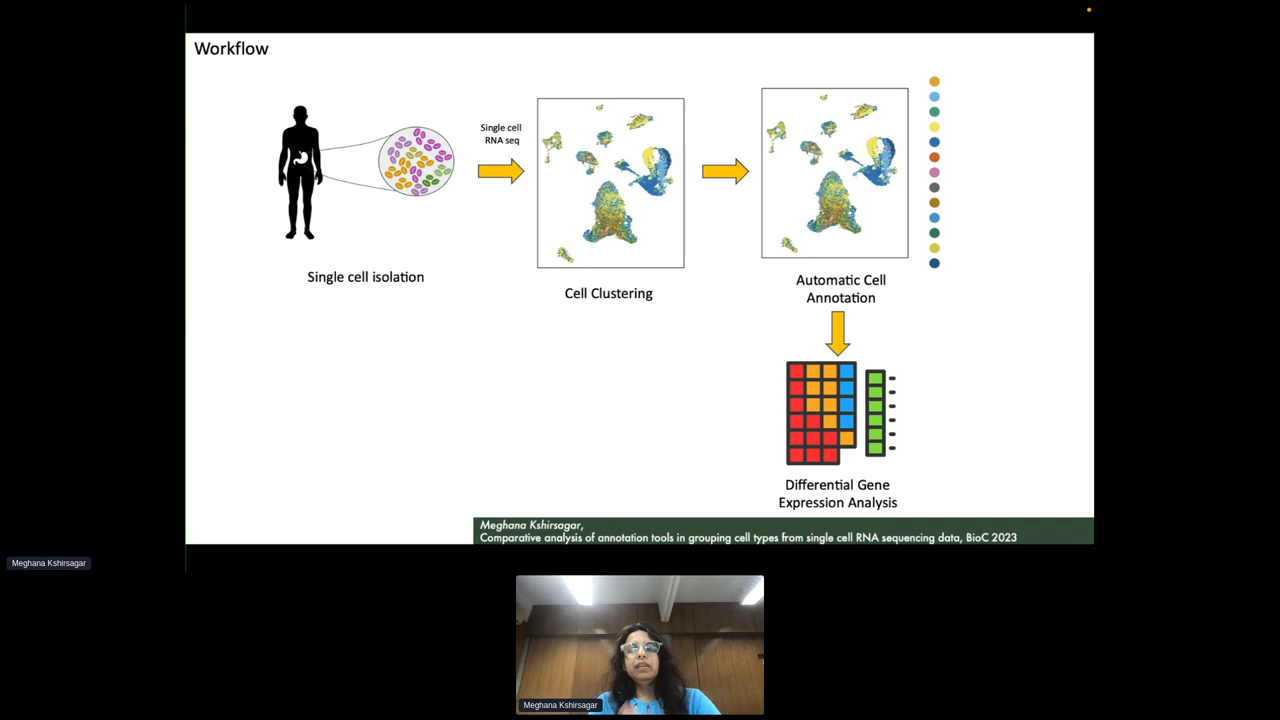 Workflow
Single cell
RNA seq
Single cell isolation
Cell Clustering
Automatic Cell
Annotation
Differential Gene
Expression Analysis
Meghana Kshirsagar,
Comparative analysis of annotation tools in grouping cell types from single cell RNA sequencing data, BioC 2023
Meghana Kshirsagar
Meghana Kshirsagar